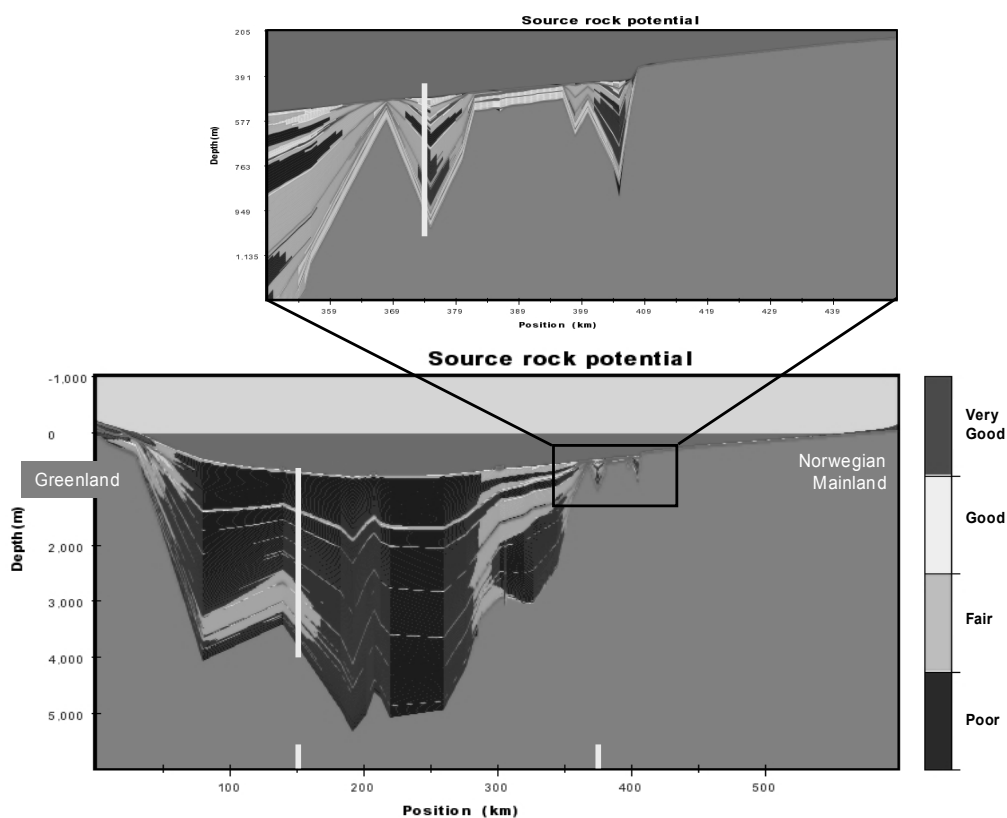 Source rock potential
205
391
577
763
949
1,135
Depth(m)
359
369
379
389
399
409
419
429
439
Position (km)
Source rock potential
-1,000
0
2,000
3,000
4,000
5,000
Depth(m)
Greenland
Norwegian
Mainland
100
200
300
400
500
Position (km)
Very
Good
Good
Fair
Poor